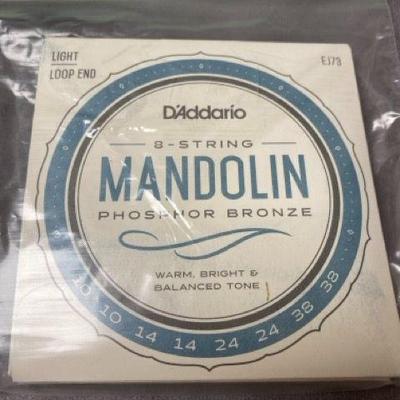 LIGHT
LOOP END
EJ73
D'Addario
8-STRING
MANDOLIN
PHOSPHOR BRONZE
WARM, BRIGHT &
BALANCED TONE
10 10 14 14 24 24 38 38